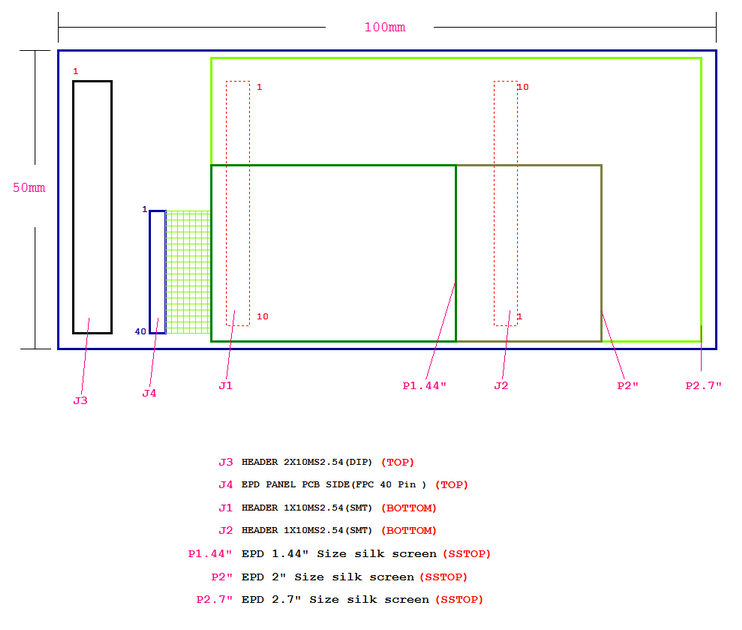 100mm
1
1
10
50mm
1
10
1
40
J3
J4
J1
P1.44"
J2
P2"
P2.7"
J3 HEADER 2X10MS2.54(DIP) (TOP)
J4 EPD PANEL PCB SIDE(FPC 40 Pin ) (TOP)
J1 HEADER 1X10MS2.54(SMT) (BOTTOM)
J2 HEADER 1X10MS2.54(SMT) (BOTTOM)
P1.44" EPD 1.44" Size silk screen (SSTOP)
P2" EPD 2" Size silk screen (SSTOP)
P2.7" EPD 2.7" Size silk screen (SSTOP)